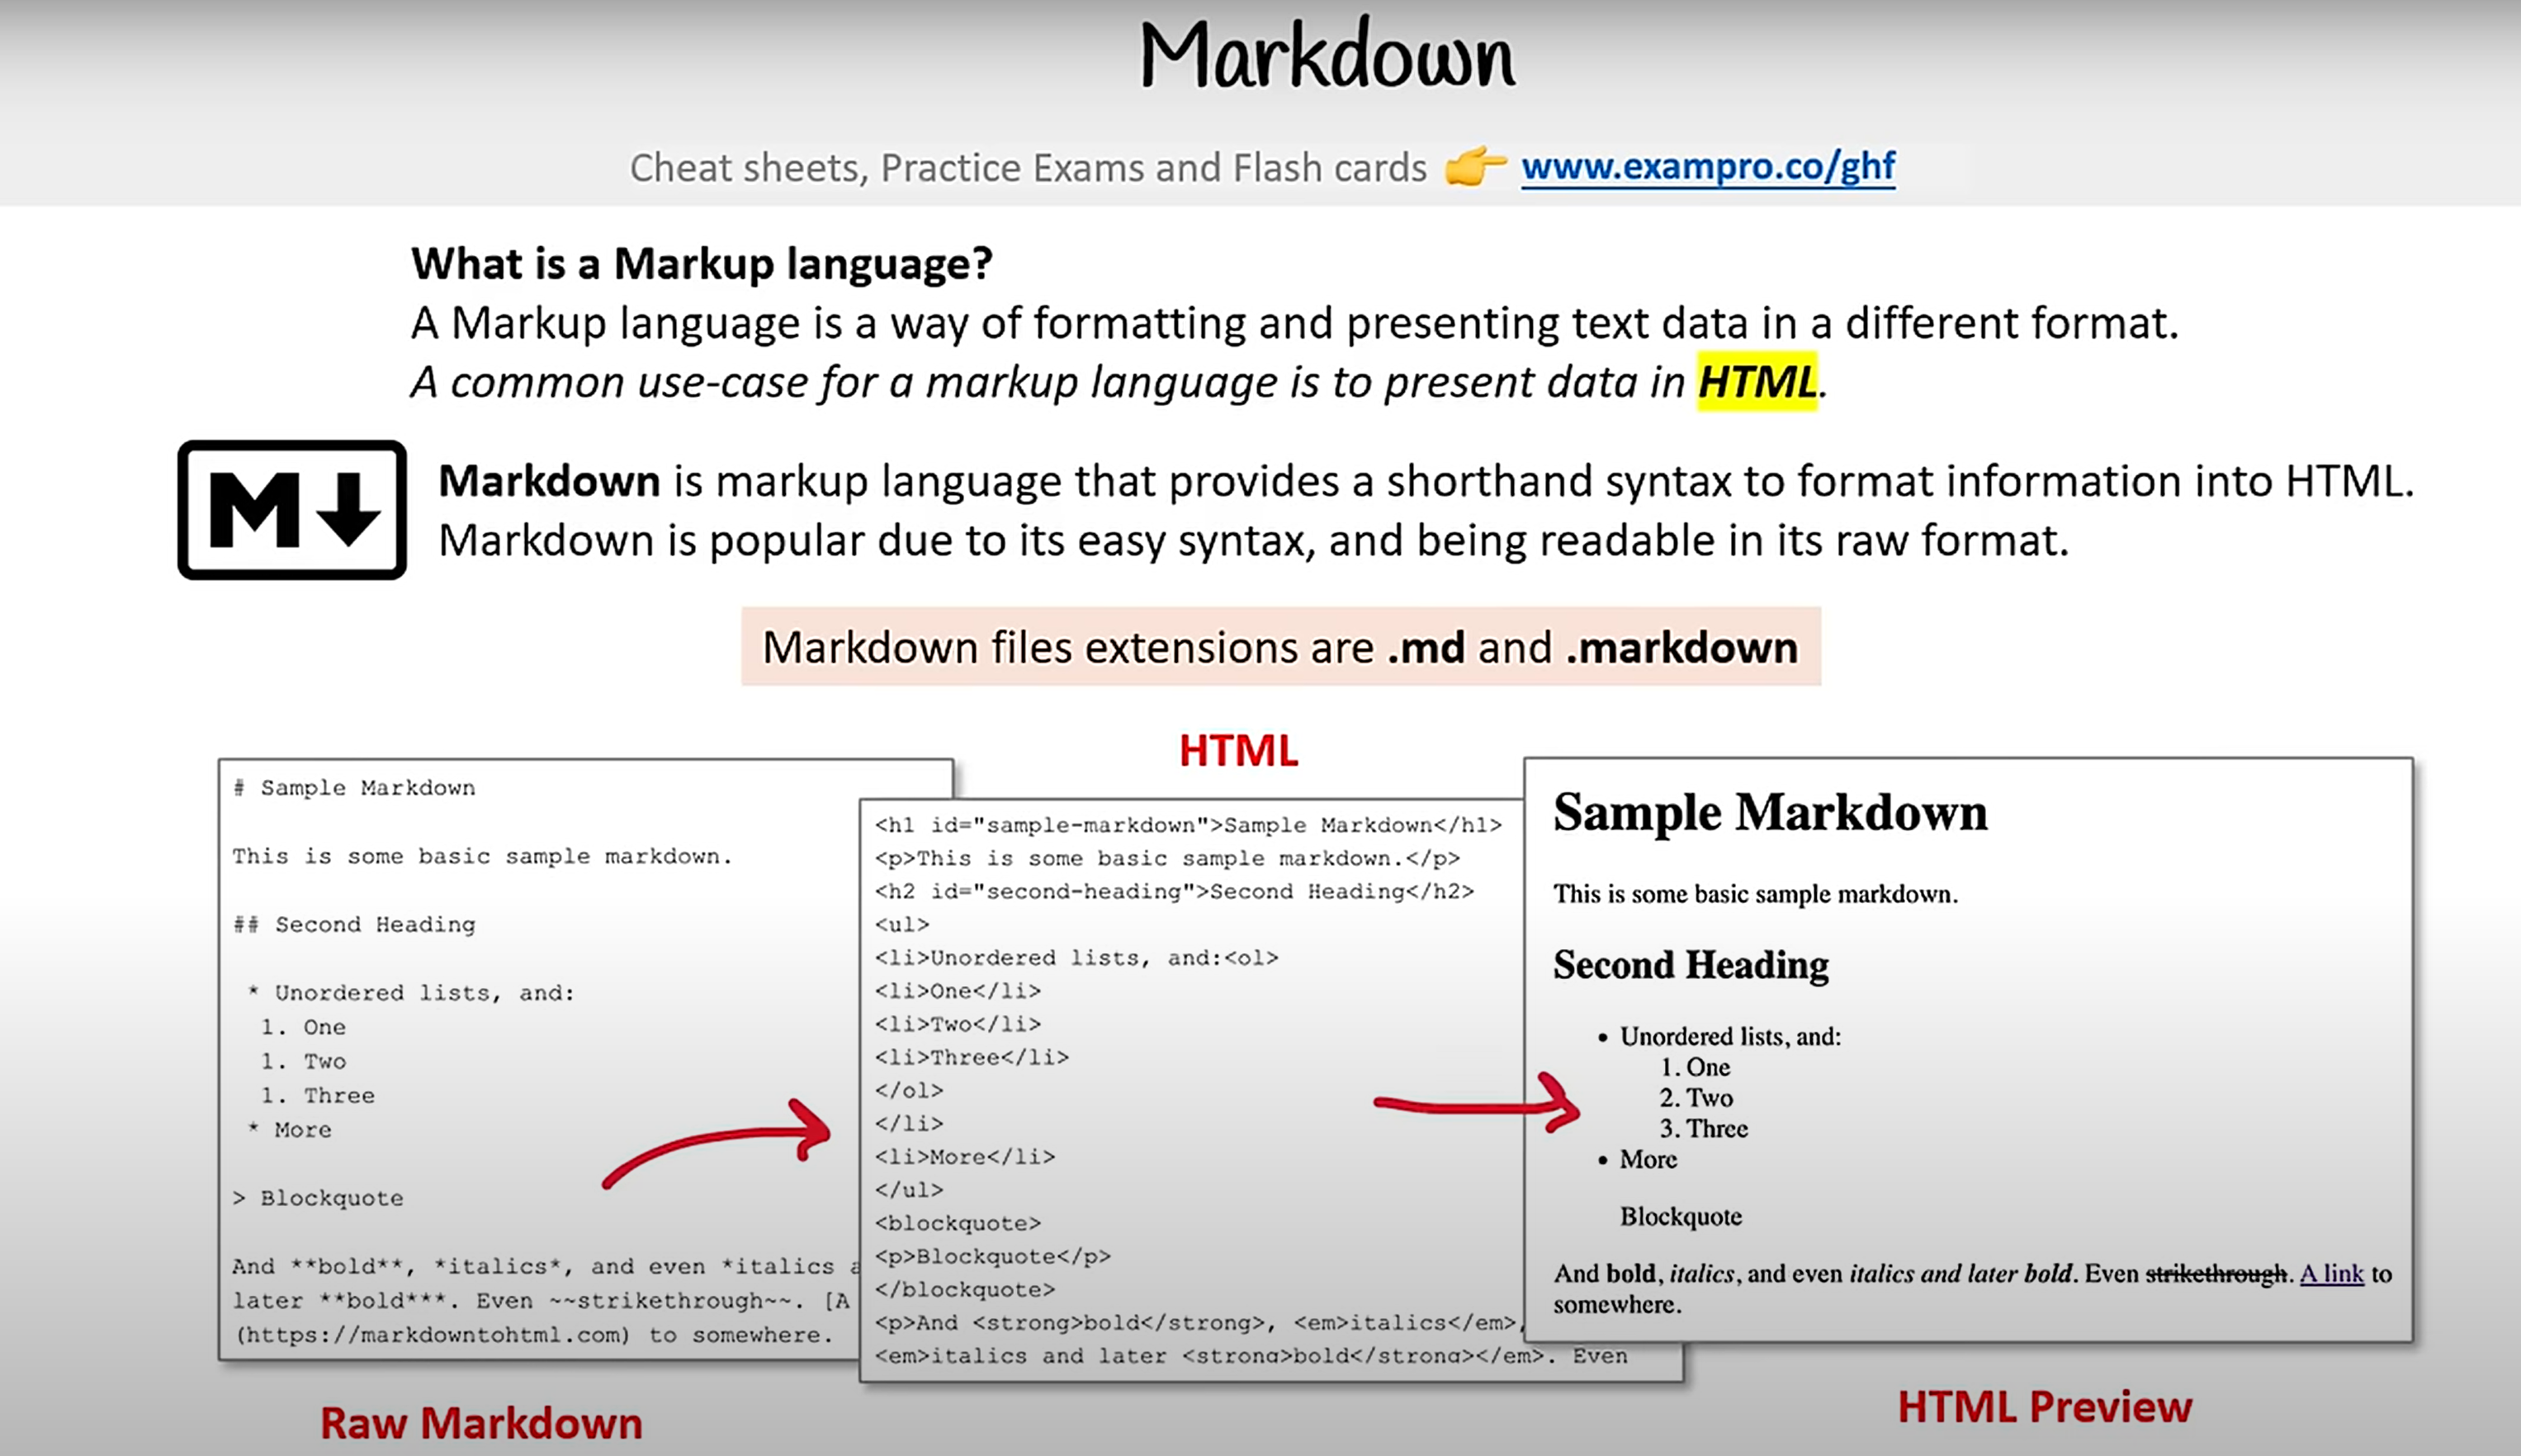 Markdown
Cheat sheets, Practice Exams and Flash cards 👉 www.exampro.co/ghf
What is a Markup language?
A Markup language is a way of formatting and presenting text data in a different format.
A common use-case for a markup language is to present data in HTML.
M
Markdown is markup language that provides a shorthand syntax to format information into HTML.
Markdown is popular due to its easy syntax, and being readable in its raw format.
Markdown files extensions are .md and .markdown
# Sample Markdown
This is some basic sample markdown.
## Second Heading
* Unordered lists, and:
1. One
1. Two
1. Three
* More
> Blockquote
And **bold**, *italics*, and even *italics a
later **bold***. Even ~~strikethrough~~. [A
(https://markdowntohtml.com) to somewhere.
Raw Markdown
HTML
<h1 id="sample-markdown">Sample Markdown</h1>
<p>This is some basic sample markdown.</p>
<h2 id="second-heading">Second Heading</h2>
<ul>
<li>Unordered lists, and:<ol>
<li>One</li>
<li>Two</li>
<li>Three</li>
</ol>
</li>
<li>More</li>
</ul>
<blockquote>
<p>Blockquote</p>
</blockquote>
<p>And <strong>bold</strong>, <em>italics</em>,
<em>italics and later <strong>bold</strong></em>. Even
Sample Markdown
This is some basic sample markdown.
Second Heading
• Unordered lists, and:
1. One
2. Two
3. Three
• More
Blockquote
And bold, italics, and even italics and later bold. Even strikethrough. A link to
somewhere.
HTML Preview